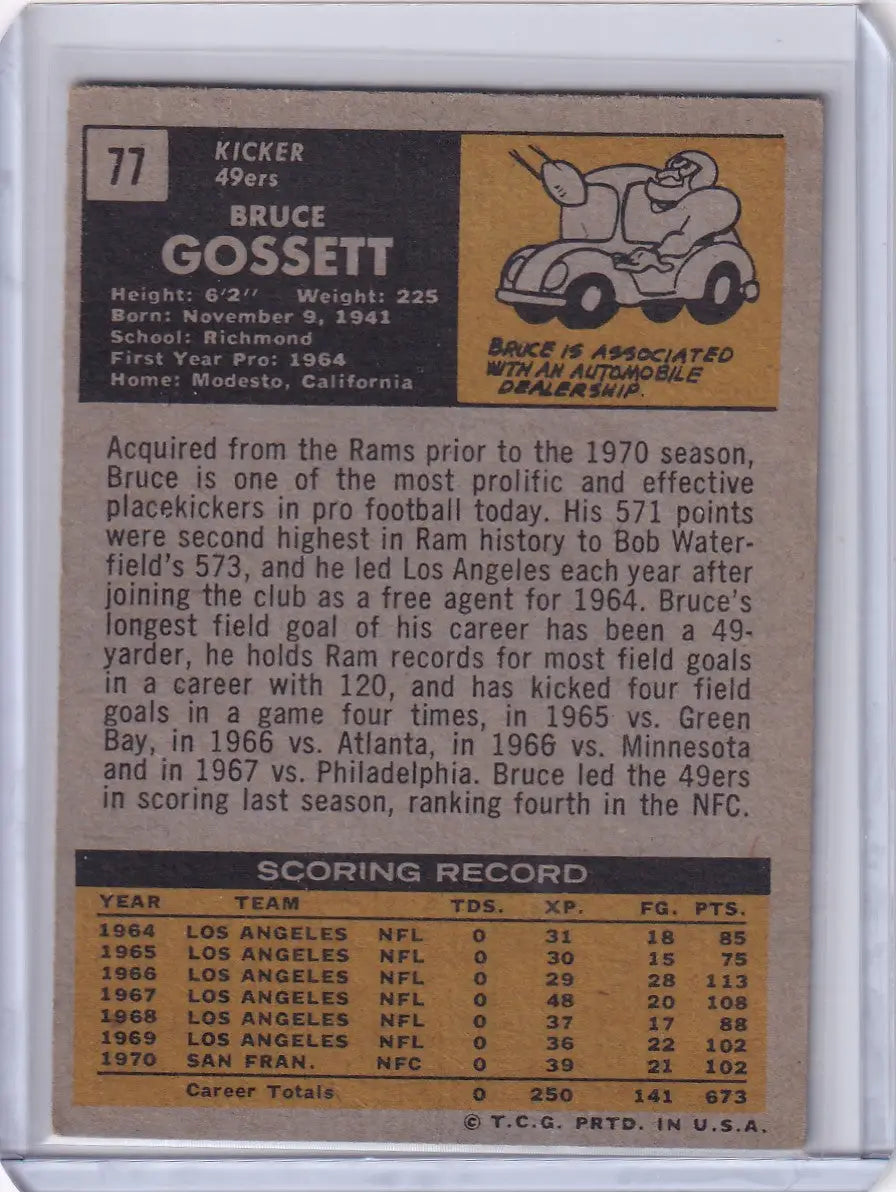 77
KICKER
49ers
BRUCE
GOSSETT
Height: 6'2" Weight: 225
Born: November 9, 1941
School: Richmond
First Year Pro: 1964
Home: Modesto, California
BRUCE IS ASSOCIATED
WITH AN AUTOMOBILE
DEALERSHIP.
Acquired from the Rams prior to the 1970 season,
Bruce is one of the most prolific and effective
placekickers in pro football today. His 571 points
were second highest in Ram history to Bob Water-
field's 573, and he led Los Angeles each year after
joining the club as a free agent for 1964. Bruce's
longest field goal of his career has been a 49-
yarder, he holds Ram records for most field goals
in a career with 120, and has kicked four field
goals in a game four times, in 1965 vs. Green
Bay, in 1966 vs. Atlanta, in 1966 vs. Minnesota
and in 1967 vs. Philadelphia. Bruce led the 49ers
in scoring last season, ranking fourth in the NFC.
SCORING RECORD
YEAR TEAM TDS. XP. FG. PTS.
1964 LOS ANGELES NFL 0 31 18 85
1965 LOS ANGELES NFL 0 30 15 75
1966 LOS ANGELES NFL 0 29 28 113
1967 LOS ANGELES NFL 0 48 20 108
1968 LOS ANGELES NFL 0 37 17 88
1969 LOS ANGELES NFL 0 36 22 102
1970 SAN FRAN. NFC 0 39 21 102
Career Totals 0 250 141 673
© T.C.G. PRTD. IN U.S.A.